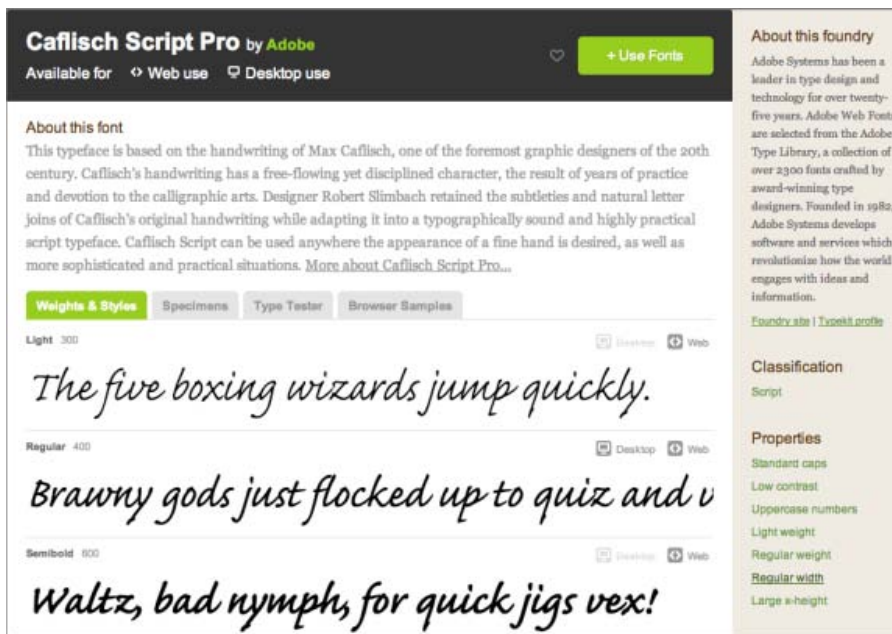 Caflisch Script Pro by Adobe
+ Use Fonts
Available for <> Web use Desktop use
About this font
This typeface is based on the handwriting of Max Caflisch, one of the foremost graphic designers of the 20th
century. Caflisch's handwriting has a free-flowing yet disciplined character, the result of years of practice
and devotion to the calligraphic arts. Designer Robert Slimbach retained the subtleties and natural letter
joins of Caflisch's original handwriting while adapting it into a typographically sound and highly practical
script typeface. Caflisch Script can be used anywhere the appearance of a fine hand is desired, as well as
more sophisticated and practical situations. More about Caflisch Script Pro...
Weights & Styles Specimens Type Tester Browser Samples
Light 300 Desktop Web
The five boxing wizards jump quickly.
Regular 400 Desktop Web
Brawny gods just flocked up to quiz and v
Semibold 600 Desktop Web
Waltz, bad nymph, for quick jigs vex!
About this foundry
Adobe Systems has been a
leader in type design and
technology for over twenty-
five years. Adobe Web Fonts
are selected from the Adobe
Type Library, a collection of
over 2300 fonts crafted by
award-winning type
designers. Founded in 1982,
Adobe Systems develops
software and services which
revolutionize how the world
engages with ideas and
information.
Foundry site | Typekit profile
Classification
Script
Properties
Standard caps
Low contrast
Uppercase numbers
Light weight
Regular weight
Regular width
Large x-height